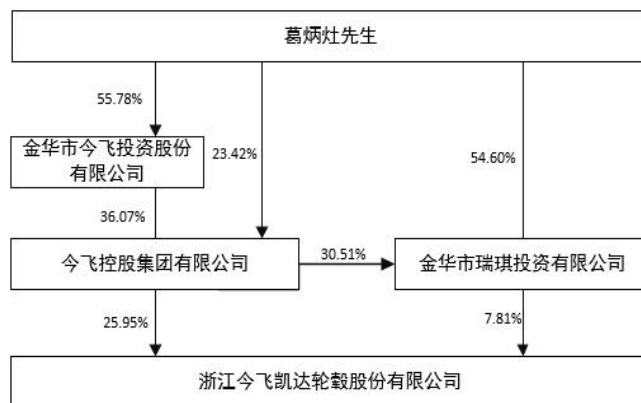 葛炳灶先生
55.78%
金华市今飞投资股份
有限公司
23.42%
54.60%
36.07%
今飞控股集团有限公司
30.51%
金华市瑞琪投资有限公司
25.95%
7.81%
浙江今飞凯达轮毂股份有限公司